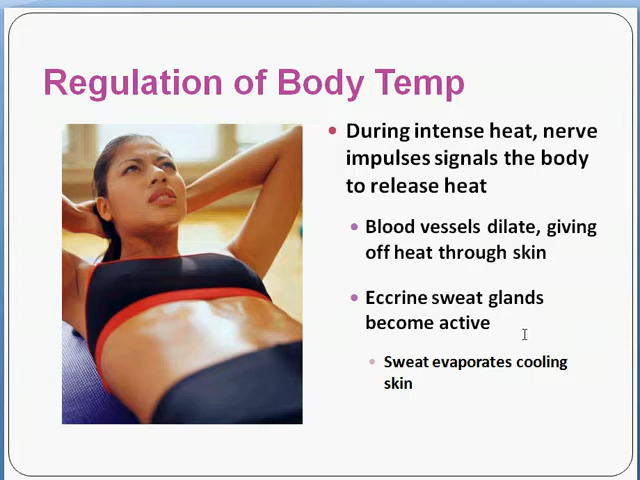 Regulation of Body Temp
During intense heat, nerve
impulses signals the body
to release heat
Blood vessels dilate, giving
off heat through skin
Eccrine sweat glands
become active
Sweat evaporates cooling
skin